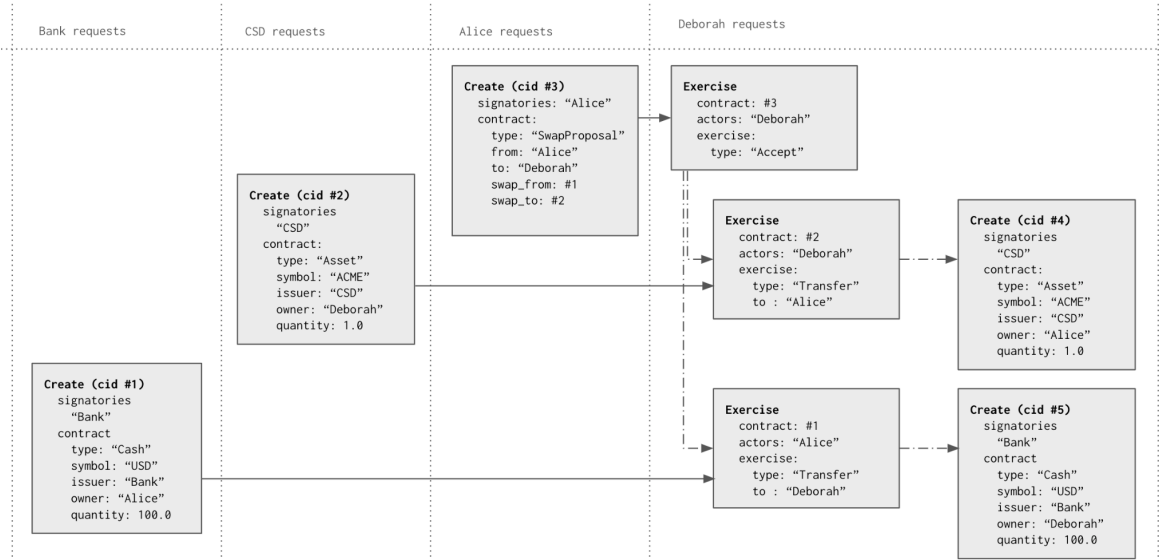 Bank requests
CSD requests
Alice requests
Deborah requests
Create (cid #3)
signatories: “Alice”
contract:
type: “SwapProposal”
from: “Alice”
to: “Deborah”
swap_from: #1
swap_to: #2
Exercise
contract: #3
actors: “Deborah”
exercise:
type: “Accept”
Create (cid #2)
signatories
“CSD”
contract:
type: “Asset”
symbol: “ACME”
issuer: “CSD”
owner: “Deborah”
quantity: 1.0
Exercise
contract: #2
actors: “Deborah”
exercise:
type: “Transfer”
to : “Alice”
Create (cid #4)
signatories
“CSD”
contract:
type: “Asset”
symbol: “ACME”
issuer: “CSD”
owner: “Alice”
quantity: 1.0
Create (cid #1)
signatories
“Bank”
contract
type: “Cash”
symbol: “USD”
issuer: “Bank”
owner: “Alice”
quantity: 100.0
Exercise
contract: #1
actors: “Alice”
exercise:
type: “Transfer”
to : “Deborah”
Create (cid #5)
signatories
“Bank”
contract
type: “Cash”
symbol: “USD”
issuer: “Bank”
owner: “Deborah”
quantity: 100.0